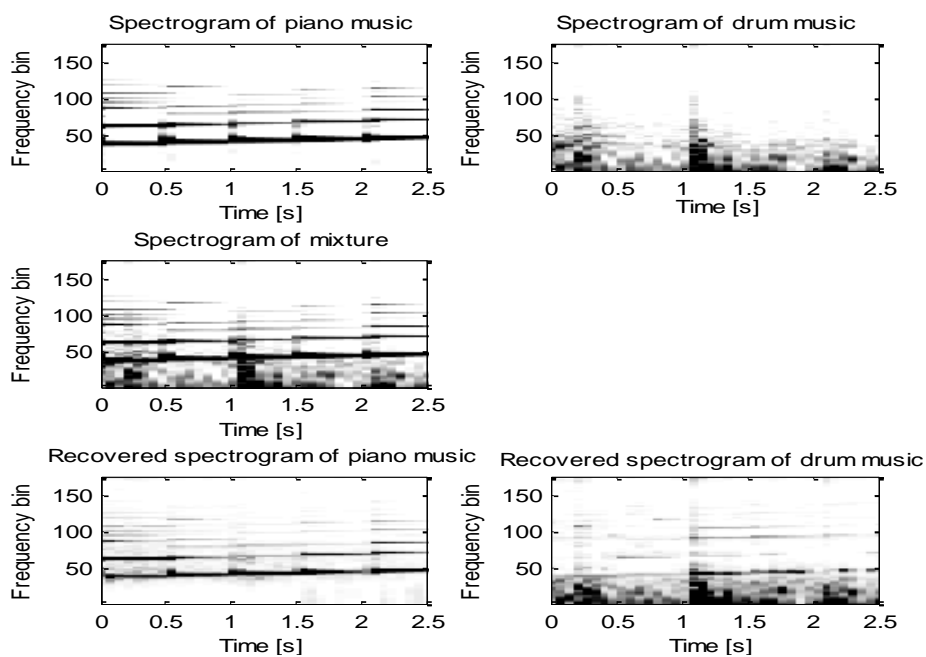 Spectrogram of piano music
Frequency bin
150
100
50
0 0.5 1 1.5 2 2.5
Time [s]
Spectrogram of drum music
Frequency bin
150
100
50
0 0.5 1 1.5 2 2.5
Time [s]
Spectrogram of mixture
Frequency bin
150
100
50
0 0.5 1 1.5 2 2.5
Time [s]
Recovered spectrogram of piano music
Frequency bin
150
100
50
0 0.5 1 1.5 2 2.5
Time [s]
Recovered spectrogram of drum music
Frequency bin
150
100
50
0 0.5 1 1.5 2 2.5
Time [s]